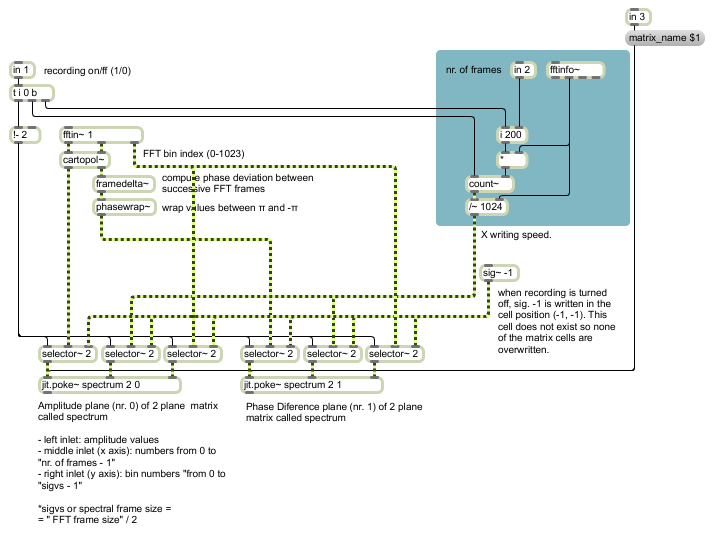 in 3
matrix_name $1
in 1
recording on/ff (1/0)
nr. of frames
in 2
fftinfo~
t i 0 b
!- 2
fftin~ 1
i 200
FFT bin index (0-1023)
cartopol~
*
framedelta~
compute phase deviation between
successive FFT frames
count~
phasewrap~
wrap values between π and -π
/~ 1024
X writing speed.
sig~ -1
when recording is turned
off, sig. -1 is written in the
cell position (-1, -1). This
cell does not exist so none
of the matrix cells are
overwritten.
selector~ 2
selector~ 2
selector~ 2
selector~ 2
selector~ 2
selector~ 2
jit.poke~ spectrum 2 0
jit.poke~ spectrum 2 1
Amplitude plane (nr. 0) of 2 plane  matrix
called spectrum
Phase Diference plane (nr. 1) of 2 plane
matrix called spectrum
- left inlet: amplitude values
- middle inlet (x axis): numbers from 0 to
"nr. of frames - 1"
- right inlet (y axis): bin numbers "from 0 to
"sigvs - 1"
*sigvs or spectral frame size =
= " FFT frame size" / 2